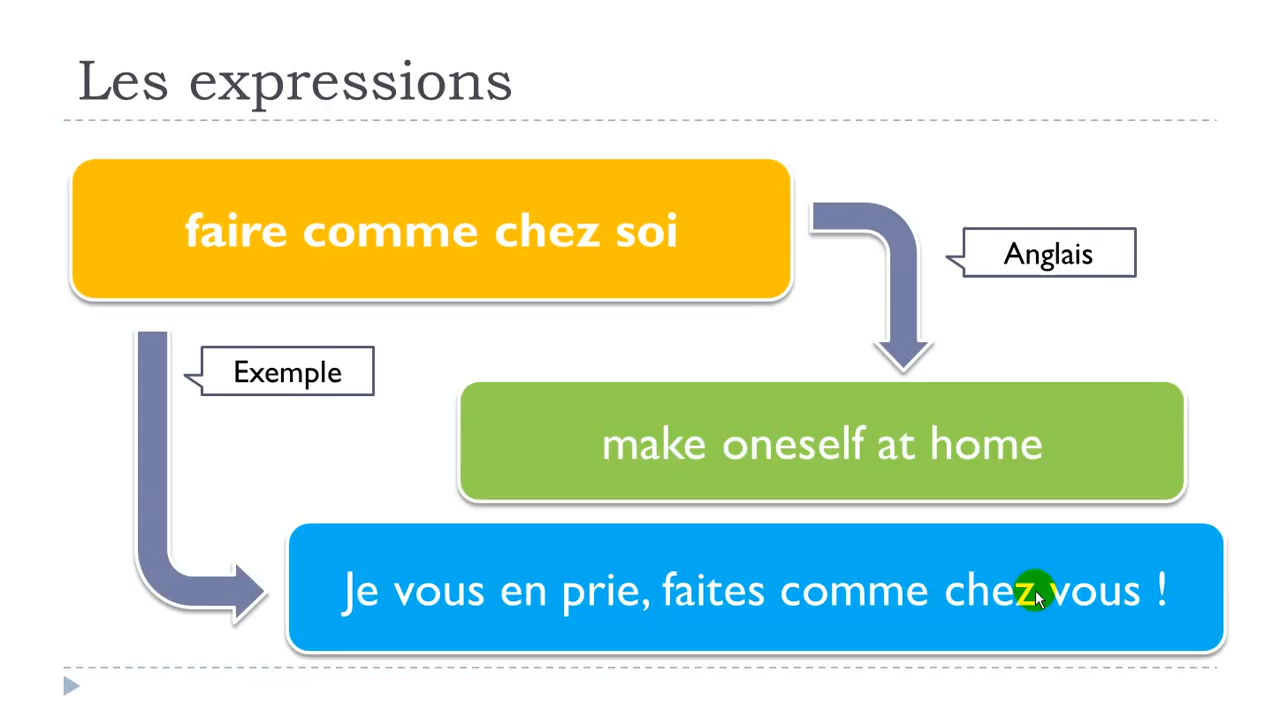 Les expressions
faire comme chez soi
Anglais
Exemple
make oneself at home
Je vous en prie, faites comme chez vous !